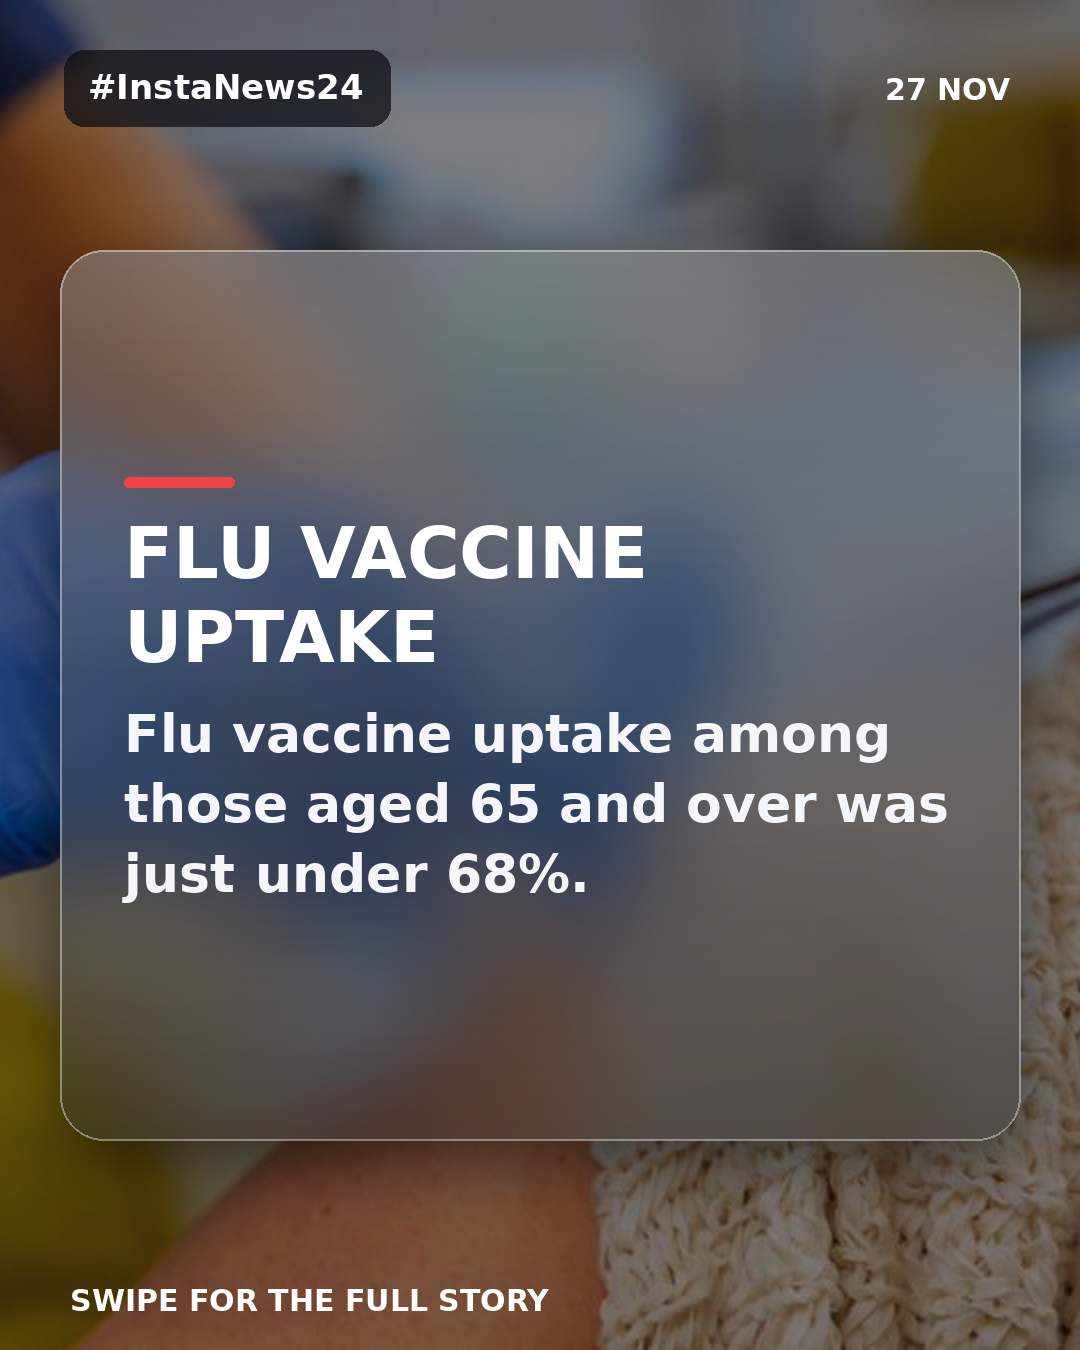 #InstaNews24
27 NOV
FLU VACCINE
UPTAKE
Flu vaccine uptake among
those aged 65 and over was
just under 68%.
SWIPE FOR THE FULL STORY